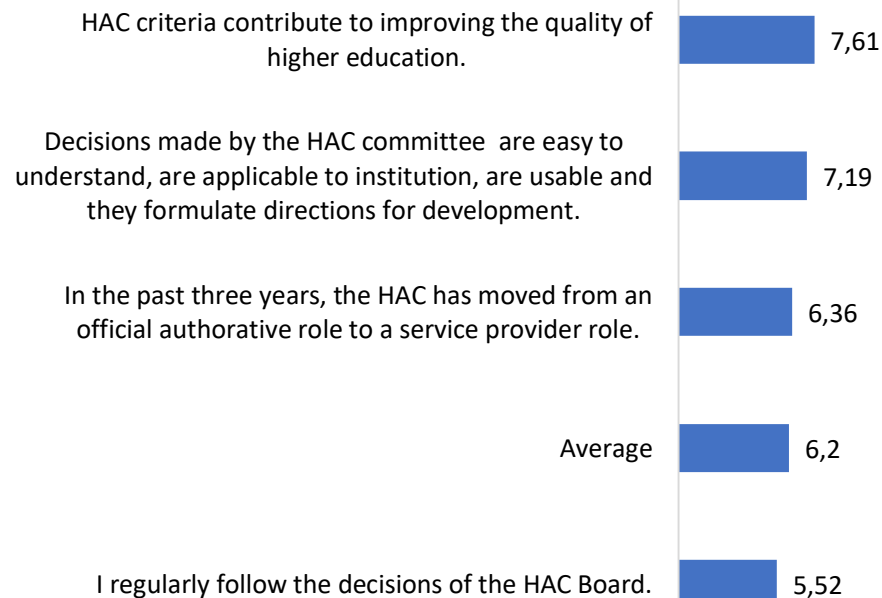 HAC criteria contribute to improving the quality of
higher education.
7,61
Decisions made by the HAC committee are easy to
understand, are applicable to institution, are usable and
they formulate directions for development.
7,19
In the past three years, the HAC has moved from an
official authorative role to a service provider role.
6,36
Average
6,2
I regularly follow the decisions of the HAC Board.
5,52